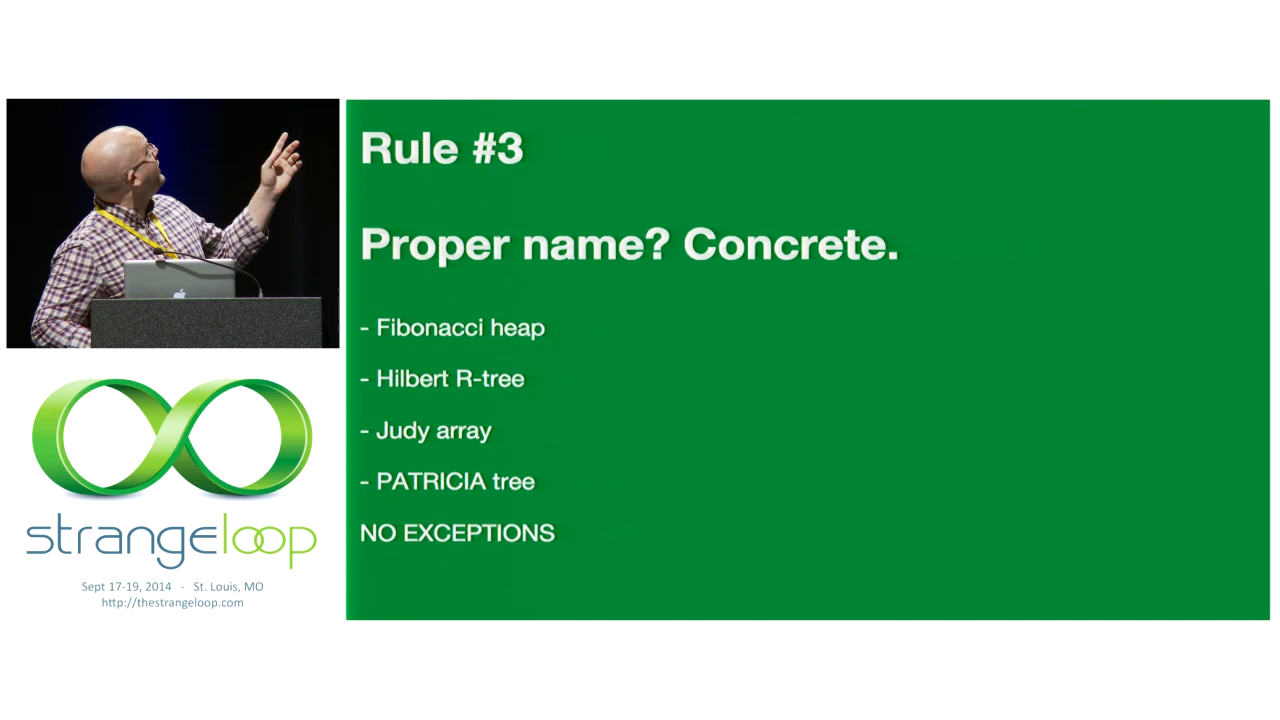 Rule #3
Proper name? Concrete.
- Fibonacci heap
- Hilbert R-tree
- Judy array
- PATRICIA tree
NO EXCEPTIONS
strangeloop
Sept 17-19, 2014 - St. Louis, MO
http://thestrangeloop.com